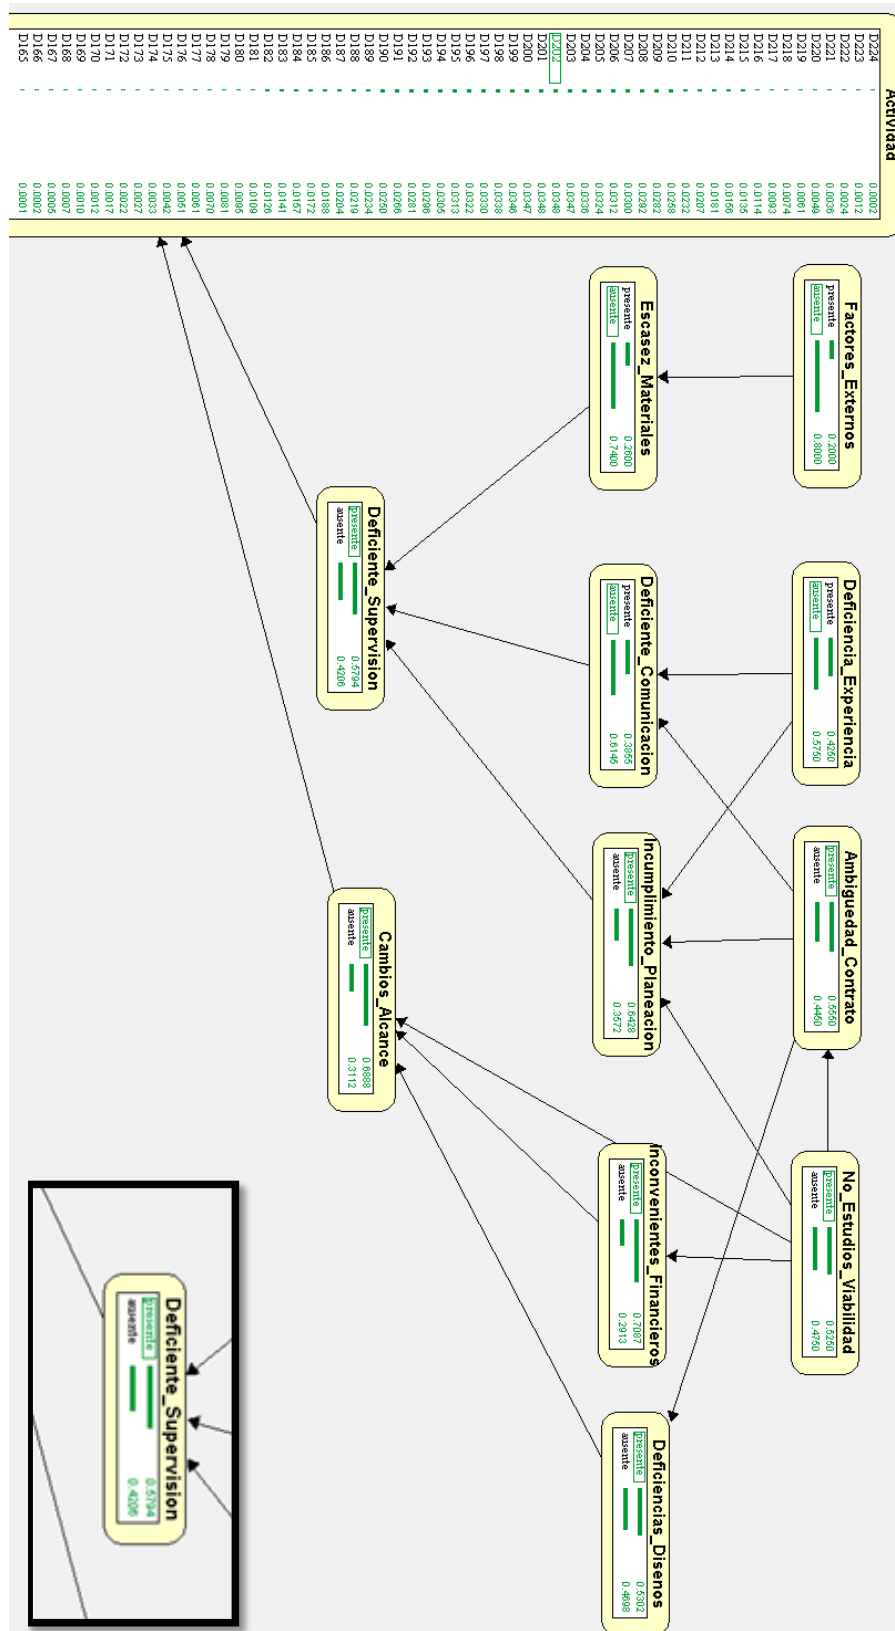 Actividad
D224 0.0002
D223 0.0012
D222 0.0024
D221 0.0036
D220 0.0049
D219 0.0061
D218 0.0074
D217 0.0093
D216 0.0114
D215 0.0135
D214 0.0156
D213 0.0181
D212 0.0207
D211 0.0232
D210 0.0258
D209 0.0282
D208 0.0292
D207 0.0300
D206 0.0312
D205 0.0324
D204 0.0336
D203 0.0347
D202 0.0348
D201 0.0348
D200 0.0347
D199 0.0346
D198 0.0338
D197 0.0330
D196 0.0322
D195 0.0313
D194 0.0305
D193 0.0296
D192 0.0281
D191 0.0266
D190 0.0250
D189 0.0234
D188 0.0219
D187 0.0204
D186 0.0188
D185 0.0172
D184 0.0157
D183 0.0141
D182 0.0126
D181 0.0109
D180 0.0095
D179 0.0081
D178 0.0070
D177 0.0061
D176 0.0051
D175 0.0042
D174 0.0033
D173 0.0027
D172 0.0022
D171 0.0017
D170 0.0012
D169 0.0010
D168 0.0007
D167 0.0005
D166 0.0002
D165 0.0001
Factores_Externos
presente 0.2000
ausente 0.8000
Deficiencia_Experiencia
presente 0.4250
ausente 0.5750
Ambiguedad_Contrato
presente 0.5550
ausente 0.4450
No_Estudios_Viabilidad
presente 0.5250
ausente 0.4750
Escasez_Materiales
presente 0.2600
ausente 0.7400
Deficiente_Comunicacion
presente 0.3855
ausente 0.6145
Incumplimiento_Planeacion
presente 0.6428
ausente 0.3572
Inconvenientes_Financieros
presente 0.7087
ausente 0.2913
Deficiencias_Disenos
presente 0.5302
ausente 0.4698
Deficiente_Supervision
presente 0.5794
ausente 0.4206
Cambios_Alcance
presente 0.6888
ausente 0.3112
Deficiente_Supervision
presente 0.5794
ausente 0.4206